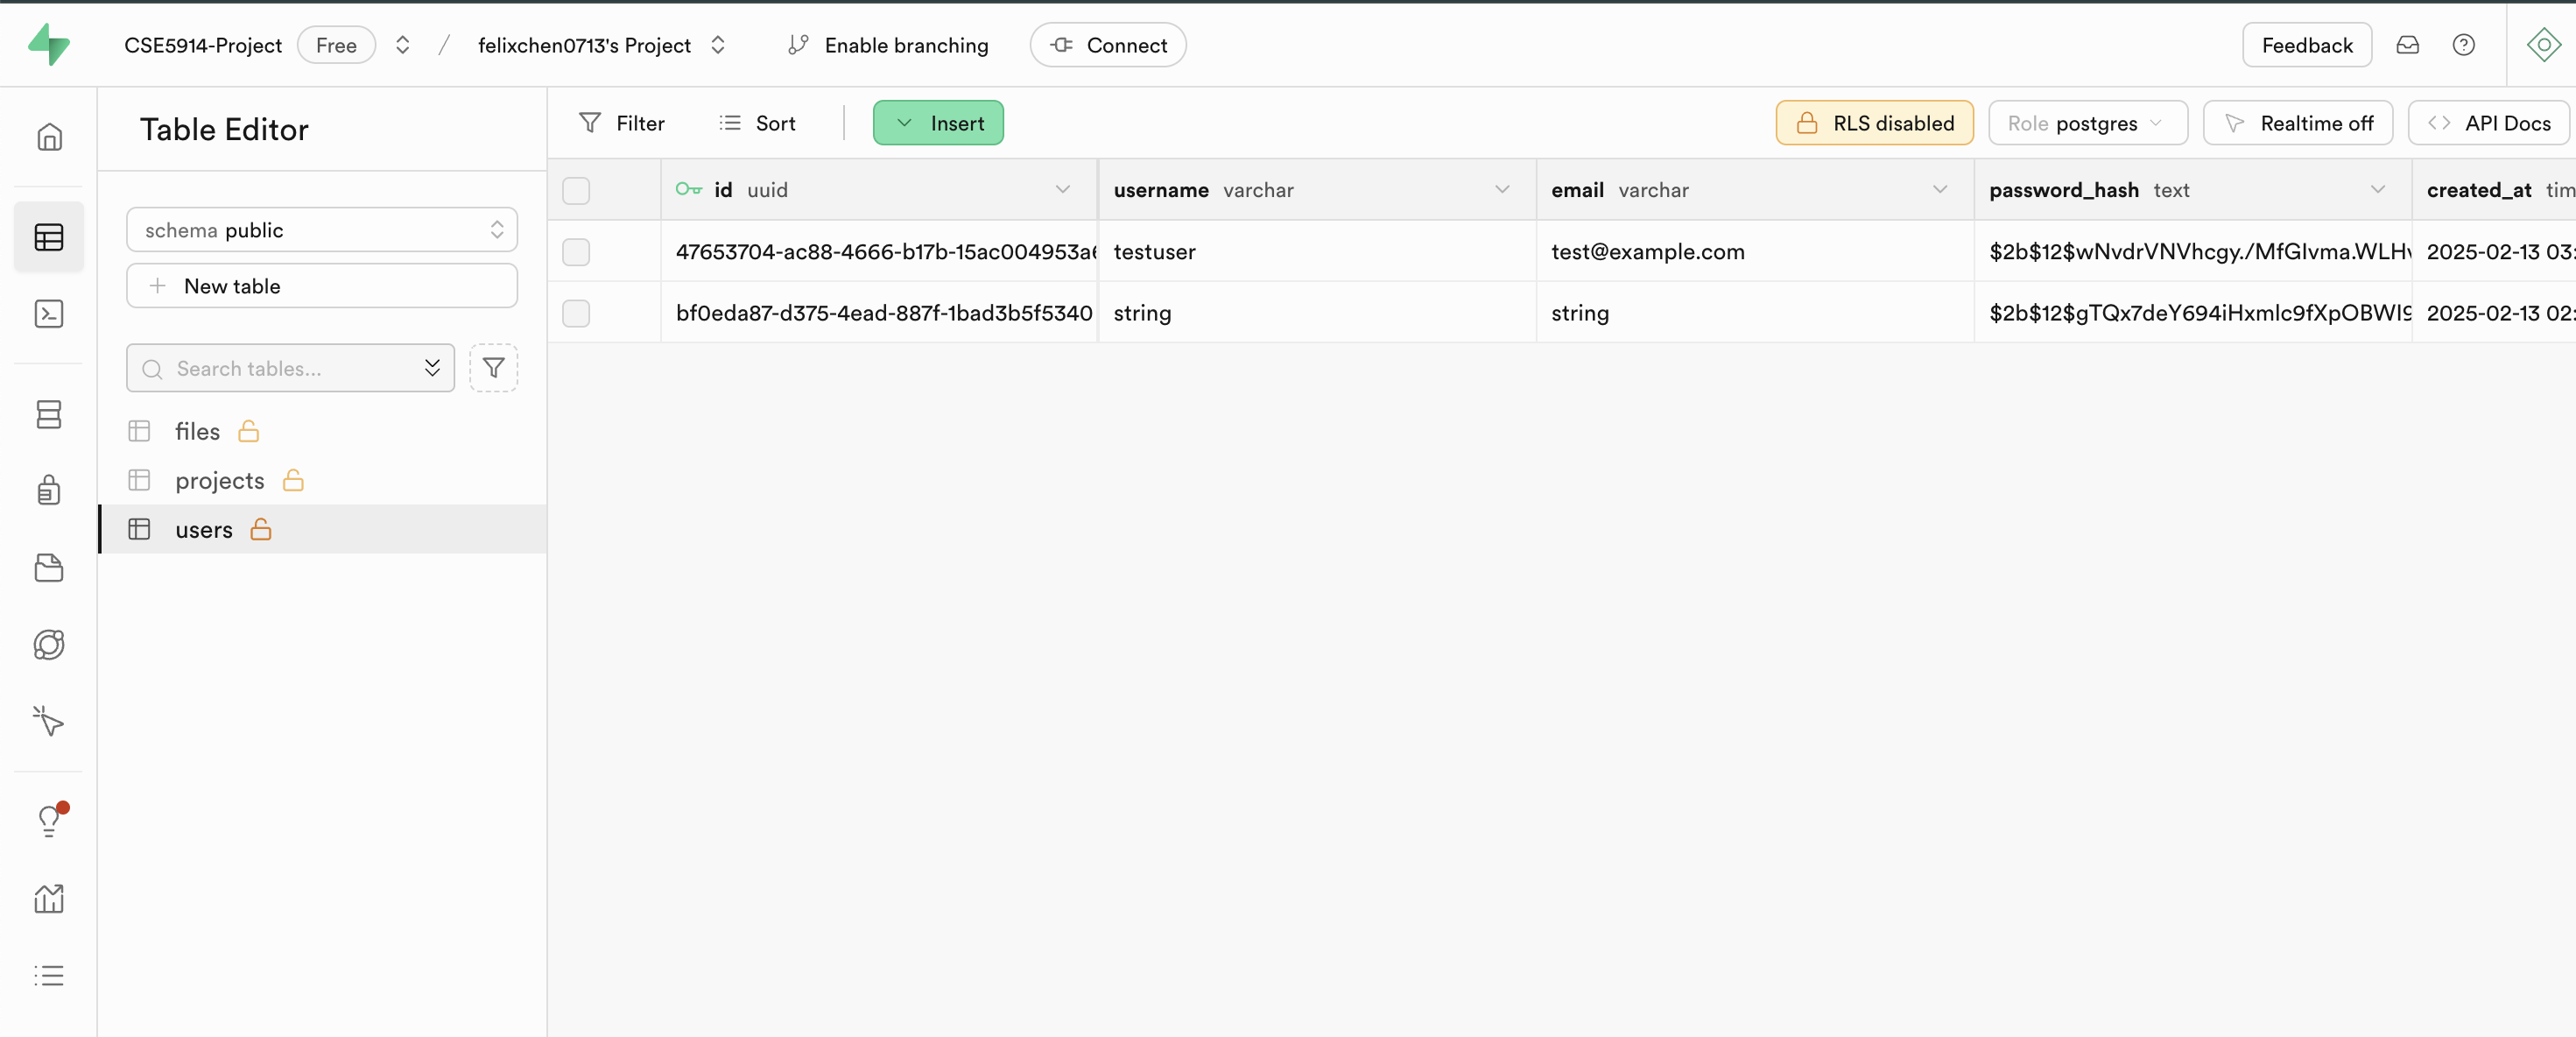 CSE5914-Project Free / felixchen0713's Project Enable branching Connect Feedback
Table Editor
Filter Sort Insert RLS disabled Role postgres Realtime off API Docs
schema public
New table
Search tables...
files
projects
users
id uuid username varchar email varchar password_hash text created_at tim
47653704-ac88-4666-b17b-15ac004953a testuser test@example.com $2b$12$wNvdrVNVhcgy./MfGIvma.WLH 2025-02-13 03:
bf0eda87-d375-4ead-887f-1bad3b5f5340 string string $2b$12$gTQx7deY694iHxmlc9fXpOBWI9 2025-02-13 02: